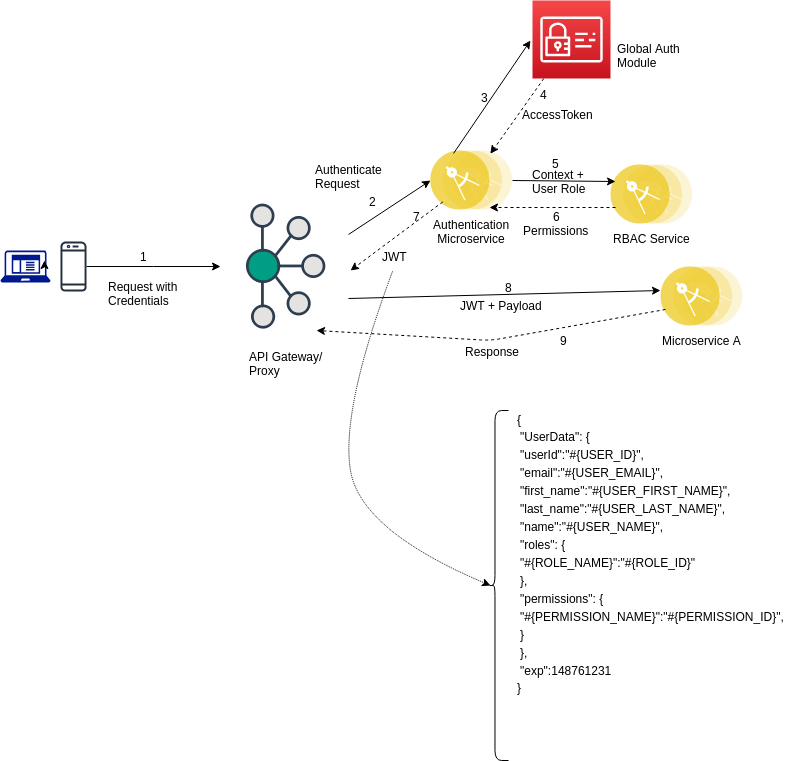 Global Auth
Module
3
4
AccessToken
Authenticate
Request
2
5
Context +
User Role
7
6
Permissions
Authentication
Microservice
RBAC Service
1
JWT
Request with
Credentials
8
JWT + Payload
9
Response
Microservice A
API Gateway/
Proxy
{
"UserData": {
"userId":"#{USER_ID}",
"email":"#{USER_EMAIL}",
"first_name":"#{USER_FIRST_NAME}",
"last_name":"#{USER_LAST_NAME}",
"name":"#{USER_NAME}",
"roles": {
"#{ROLE_NAME}":"#{ROLE_ID}"
},
"permissions": {
"#{PERMISSION_NAME}":"#{PERMISSION_ID}",
}
},
"exp":148761231
}